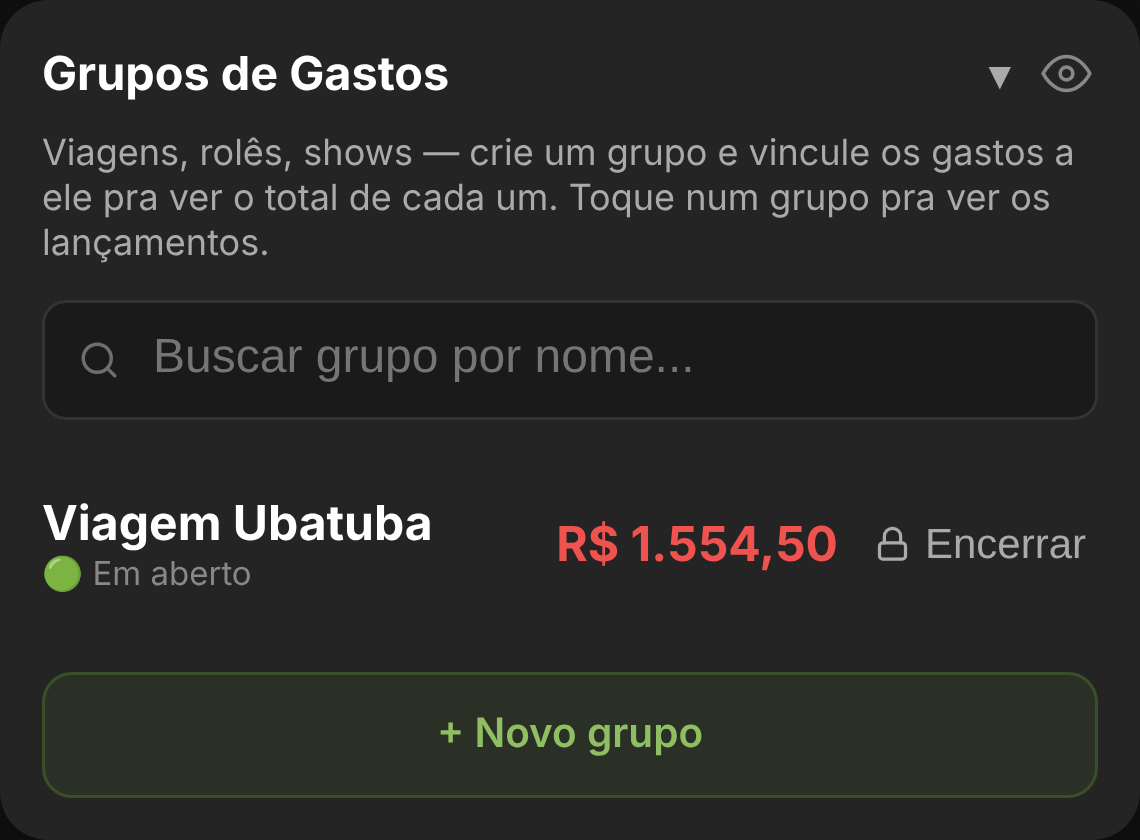 Grupos de Gastos
Viagens, rolês, shows — crie um grupo e vincule os gastos a
ele pra ver o total de cada um. Toque num grupo pra ver os
lançamentos.
Buscar grupo por nome...
Viagem Ubatuba
Em aberto
R$ 1.554,50
Encerrar
+ Novo grupo